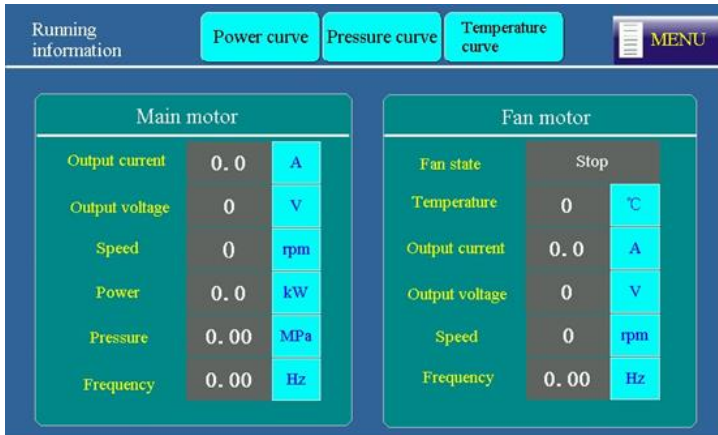 Running
information
Power curve
Pressure curve
Temperature
curve
MENU
Main motor
Output current 0.0 A
Output voltage 0 V
Speed 0 rpm
Power 0.0 kW
Pressure 0.00 MPa
Frequency 0.00 Hz
Fan motor
Fan state Stop
Temperature 0 ℃
Output current 0.0 A
Output voltage 0 V
Speed 0 rpm
Frequency 0.00 Hz